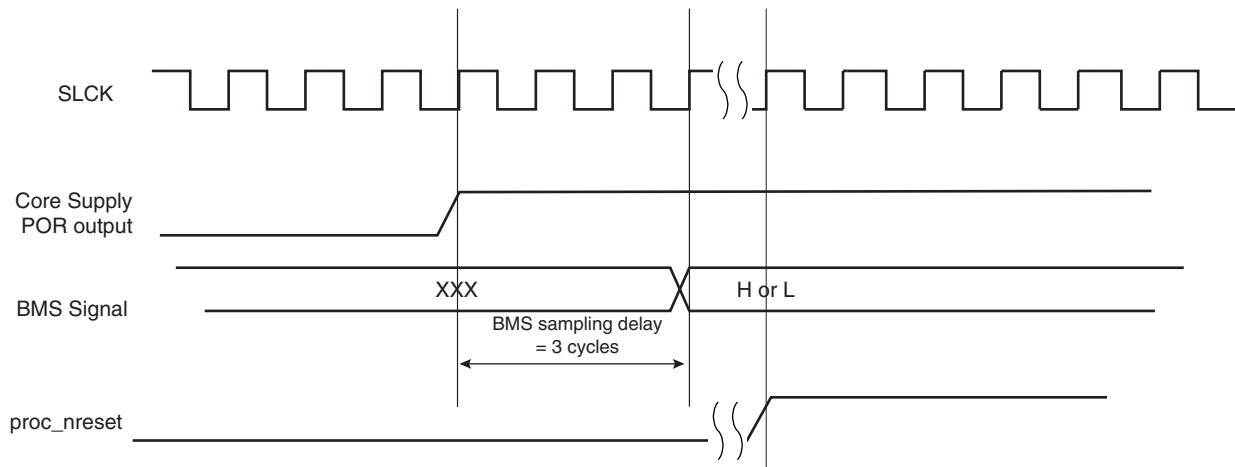 SLCK
Core Supply
POR output
XXX
H or L
BMS Signal
BMS sampling delay
= 3 cycles
proc_nreset